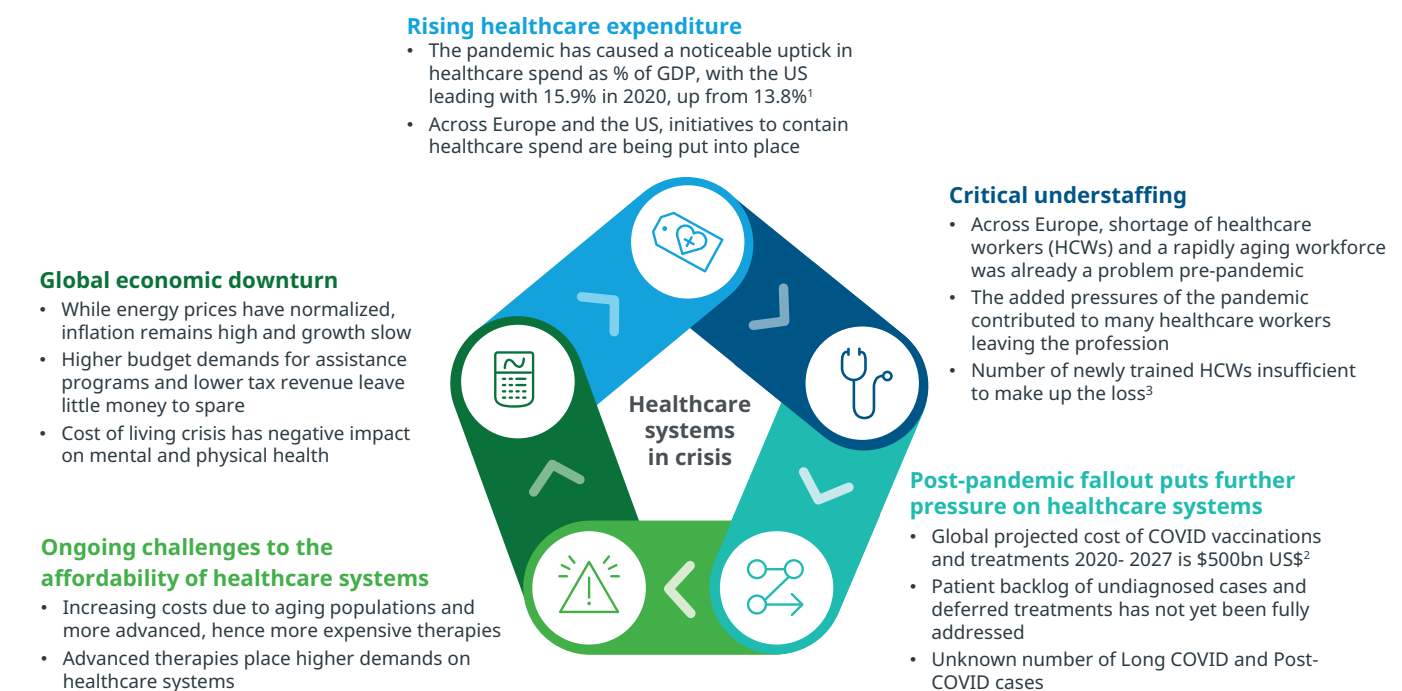 Rising healthcare expenditure
• The pandemic has caused a noticeable uptick in
healthcare spend as % of GDP, with the US
leading with 15.9% in 2020, up from 13.8%¹
• Across Europe and the US, initiatives to contain
healthcare spend are being put into place
Critical understaffing
• Across Europe, shortage of healthcare
workers (HCWs) and a rapidly aging workforce
was already a problem pre-pandemic
• The added pressures of the pandemic
contributed to many healthcare workers
leaving the profession
• Number of newly trained HCWs insufficient
to make up the loss³
Global economic downturn
• While energy prices have normalized,
inflation remains high and growth slow
• Higher budget demands for assistance
programs and lower tax revenue leave
little money to spare
• Cost of living crisis has negative impact
on mental and physical health
Healthcare
systems
in crisis
Post-pandemic fallout puts further
pressure on healthcare systems
• Global projected cost of COVID vaccinations
and treatments 2020- 2027 is $500bn US$²
• Patient backlog of undiagnosed cases and
deferred treatments has not yet been fully
addressed
• Unknown number of Long COVID and Post-
COVID cases
Ongoing challenges to the
affordability of healthcare systems
• Increasing costs due to aging populations and
more advanced, hence more expensive therapies
• Advanced therapies place higher demands on
healthcare systems